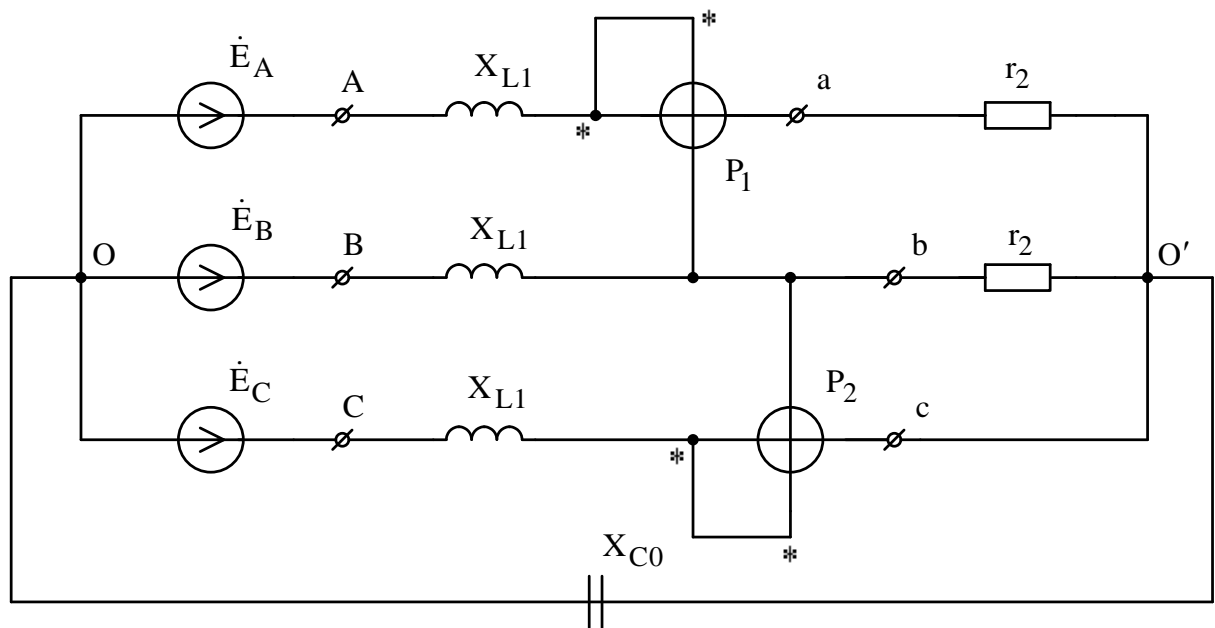 *
Ė_A
A
X_L1
*
a
r_2
P_1
O
Ė_B
B
X_L1
b
r_2
O′
Ė_C
C
X_L1
*
P_2
c
*
X_C0